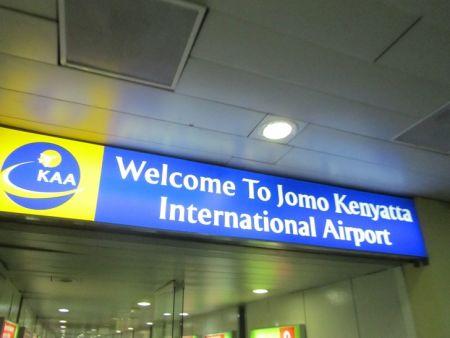 KAA
Welcome To Jomo Kenyatta
International Airport